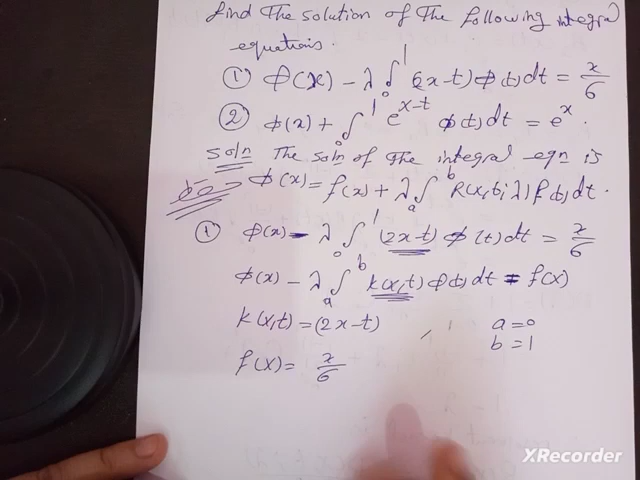 find The solution of The following integral
equations.
① ϕ(x) - λ ∫₀¹ (2x-t) ϕ(t)dt = x/6
② ϕ(x) + ∫₀¹ e^{x-t} ϕ(t)dt = e^x.
Soln The soln of The integral eqn is
ϕ(x) = f(x) + λ ∫ₐᵇ R(x,t;λ) f(t)dt.
① ϕ(x) - λ ∫₀¹ (2x-t) ϕ(t)dt = x/6
ϕ(x) - λ ∫ₐᵇ k(x,t) ϕ(t)dt = f(x)
k(x,t) = (2x-t)
a = 0
b = 1
f(x) = x/6
XRecorder